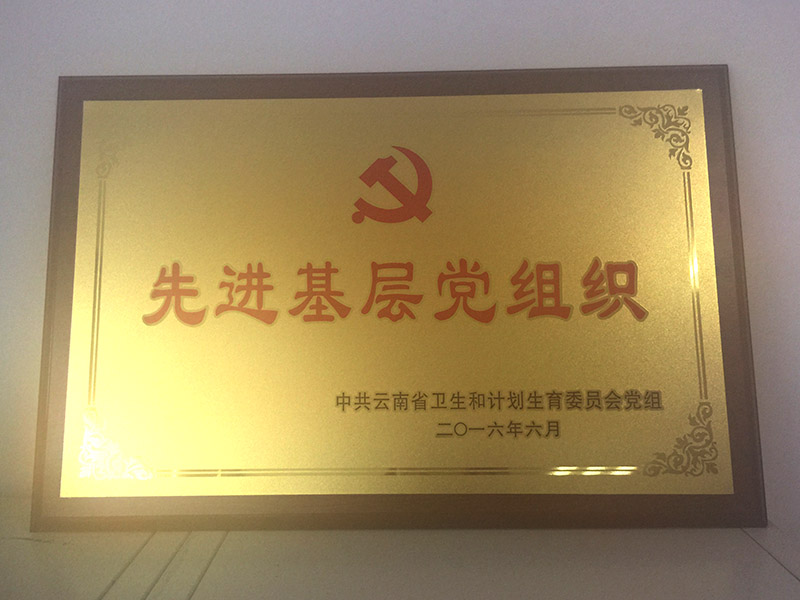 先进基层党组织
中共云南省卫生和计划生育委员会党组
二〇一六年六月